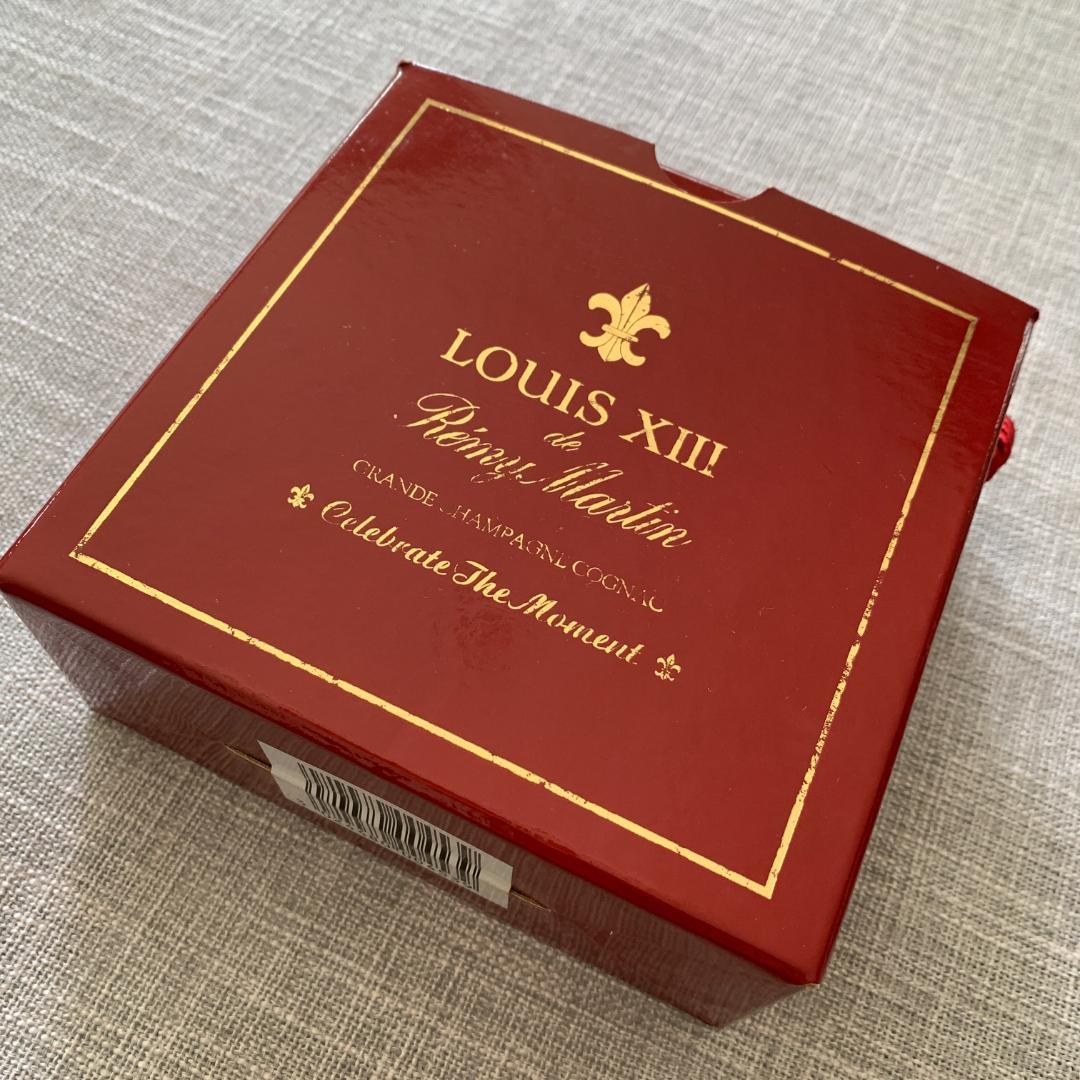 LOUIS XIII
de
Rémy Martin
GRANDE CHAMPAGNE COGNAC
Celebrate The Moment